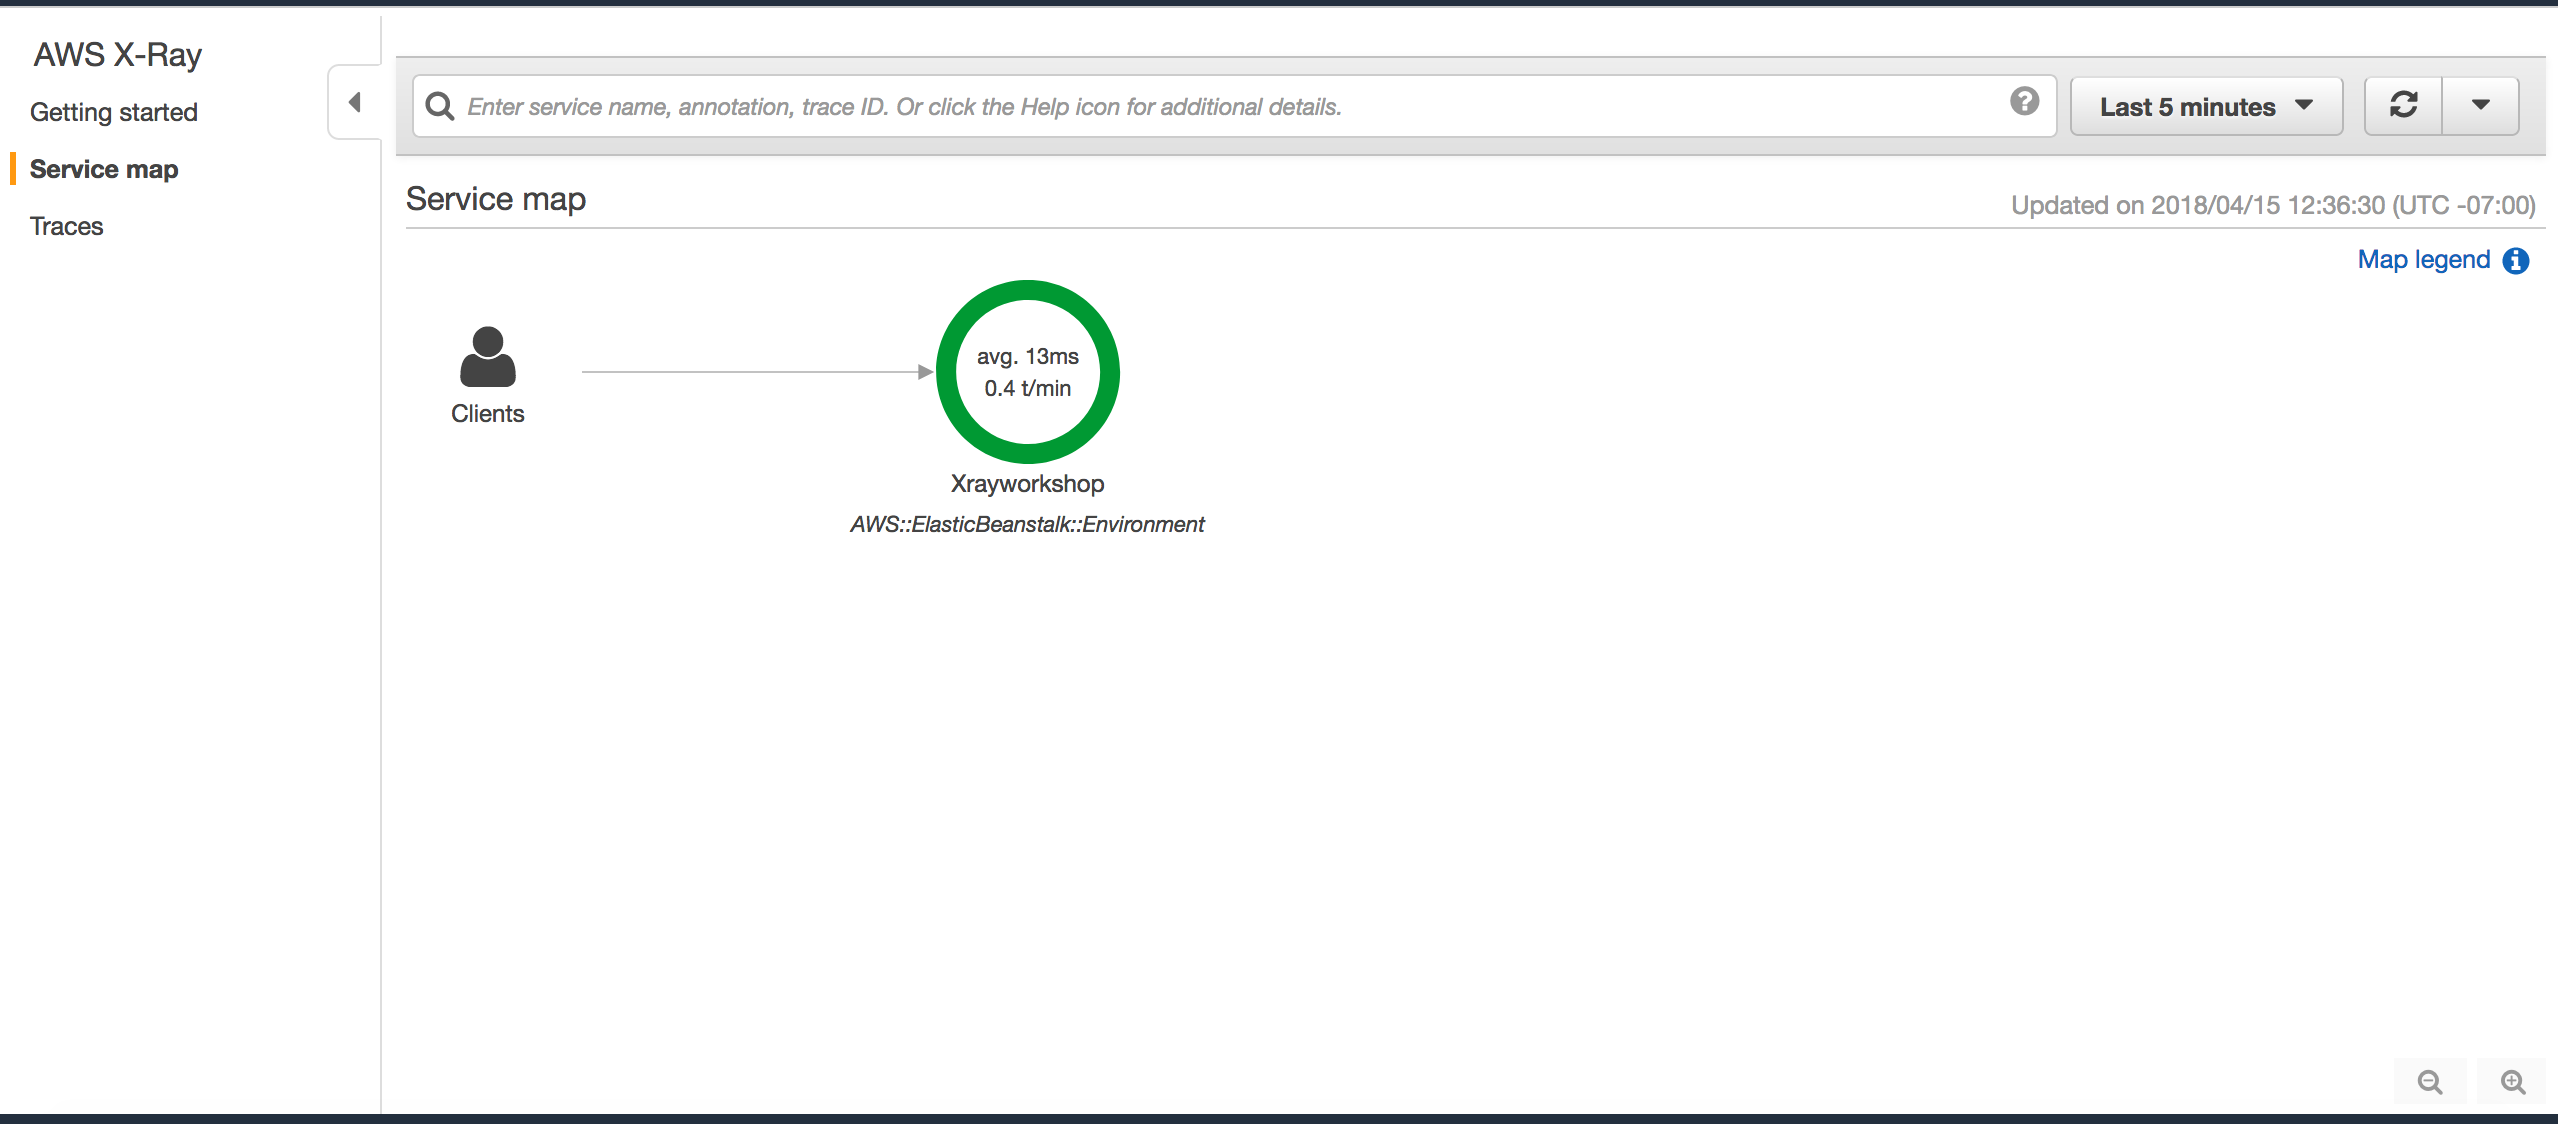 AWS X-Ray
Getting started
Service map
Traces
Enter service name, annotation, trace ID. Or click the Help icon for additional details.
Last 5 minutes
Service map
Updated on 2018/04/15 12:36:30 (UTC -07:00)
Map legend
Clients
avg. 13ms
0.4 t/min
Xrayworkshop
AWS::ElasticBeanstalk::Environment